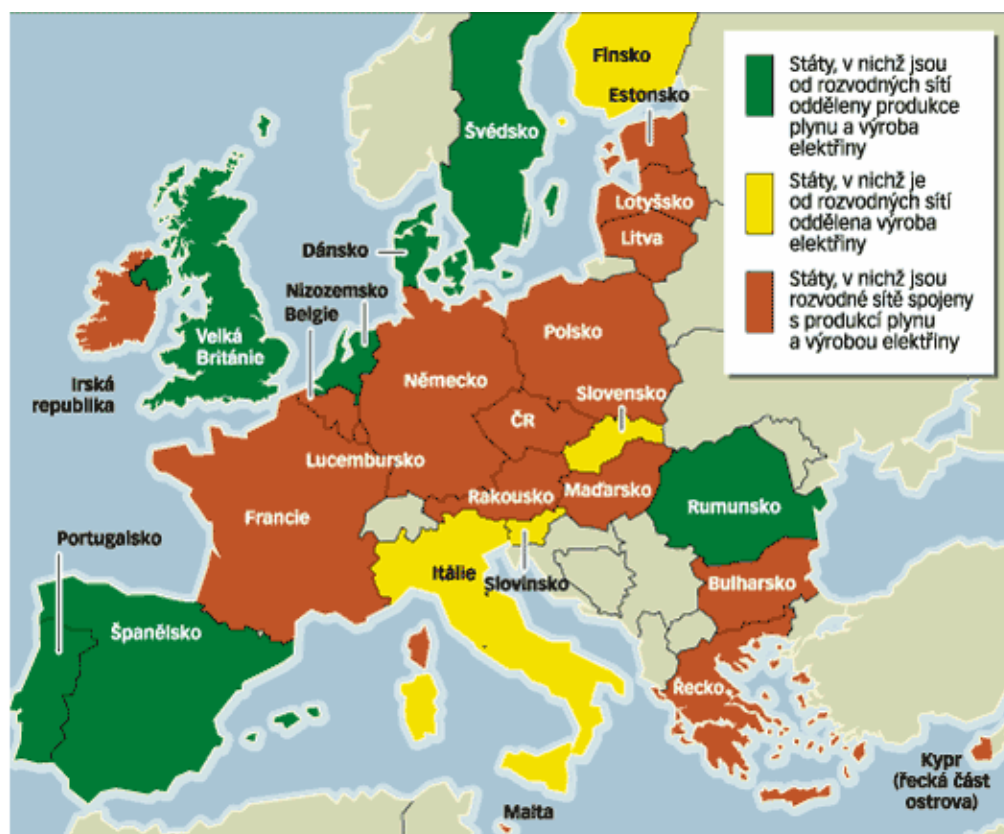 Finsko
Estonsko
Švédsko
Lotyšsko
Litva
Dánsko
Nizozemsko
Belgie
Velká
Británie
Irská
republika
Polsko
Německo
Slovensko
ČR
Lucembursko
Rakousko
Maďarsko
Francie
Rumunsko
Portugalsko
Itálie
Slovinsko
Bulharsko
Španělsko
Řecko
Kypr
(řecká část
ostrova)
Malta
Státy, v nichž jsou
od rozvodných sítí
odděleny produkce
plynu a výroba
elektřiny
Státy, v nichž je
od rozvodných sítí
oddělena výroba
elektřiny
Státy, v nichž jsou
rozvodné sítě spojeny
s produkcí plynu
a výrobou elektřiny